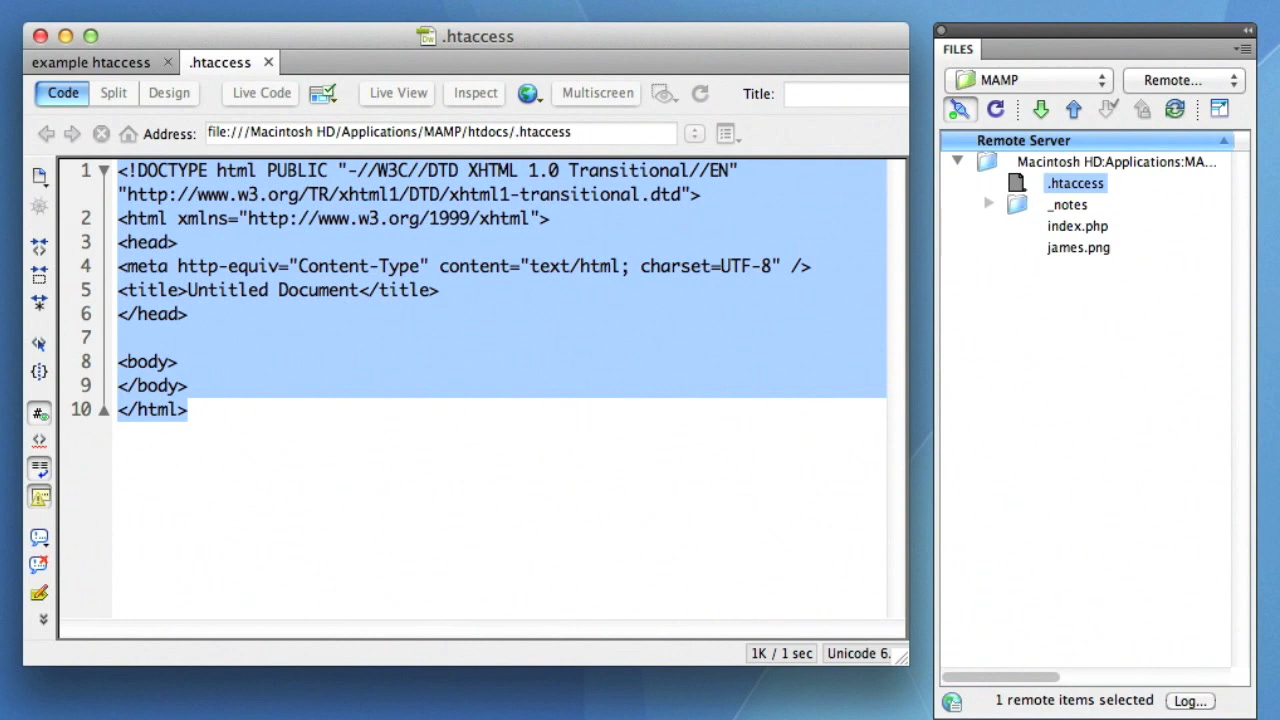 .htaccess
example htaccess
.htaccess
Code Split Design Live Code Live View Inspect Multiscreen Title:
Address: file:///Macintosh HD/Applications/MAMP/htdocs/.htaccess
1 <!DOCTYPE html PUBLIC "-//W3C//DTD XHTML 1.0 Transitional//EN"
"http://www.w3.org/TR/xhtml1/DTD/xhtml1-transitional.dtd">
2 <html xmlns="http://www.w3.org/1999/xhtml">
3 <head>
4 <meta http-equiv="Content-Type" content="text/html; charset=UTF-8" />
5 <title>Untitled Document</title>
6 </head>
7
8 <body>
9 </body>
10 </html>
1K / 1 sec Unicode 6.
FILES
MAMP Remote...
Remote Server
Macintosh HD:Applications:MA...
.htaccess
_notes
index.php
james.png
1 remote items selected Log...